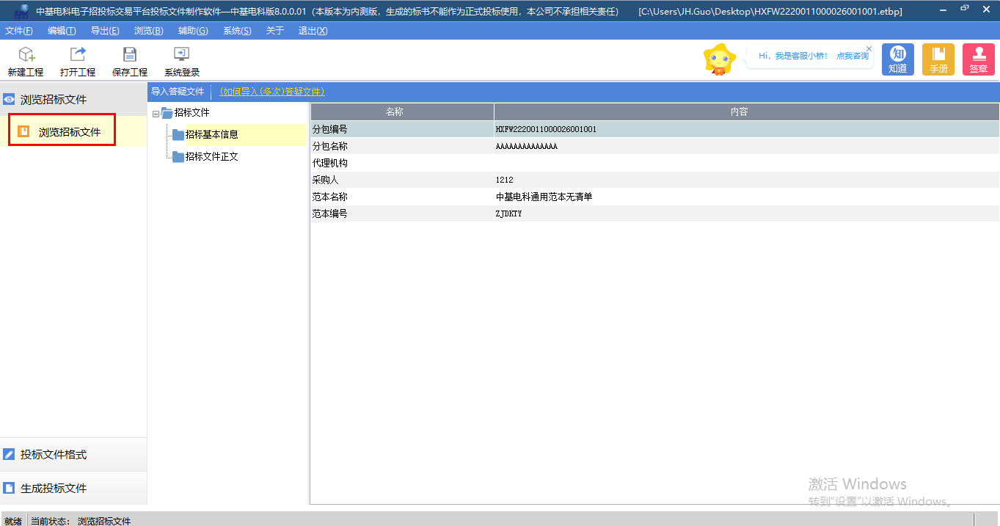 中基电科电子招投标交易平台投标文件制作软件—中基电科版8.0.0.01（本版本为内测版，生成的标书不能作为正式投标使用，本公司不承担相关责任） [C:\Users\JH.Guo\Desktop\HXFW2220011000026001001.etbp]
文件(F) 编辑(T) 导出(E) 浏览(B) 辅助(G) 系统(S) 关于 退出(X)
新建工程 打开工程 保存工程 系统登录
Hi，我是客服小桥！ 点我咨询
知
知道 手册 签章
浏览招标文件
浏览招标文件
投标文件格式
生成投标文件
导入答疑文件 (如何导入(多次)答疑文件)
招标文件
招标基本信息
招标文件正文
名称 内容
分包编号 HXFW2220011000026001001
分包名称 AAAAAAAAAAAAAA
代理机构
采购人 1212
范本名称 中基电科通用范本无清单
范本编号 ZJDKTY
激活 Windows
转到“设置”以激活 Windows。
就绪 当前状态： 浏览招标文件